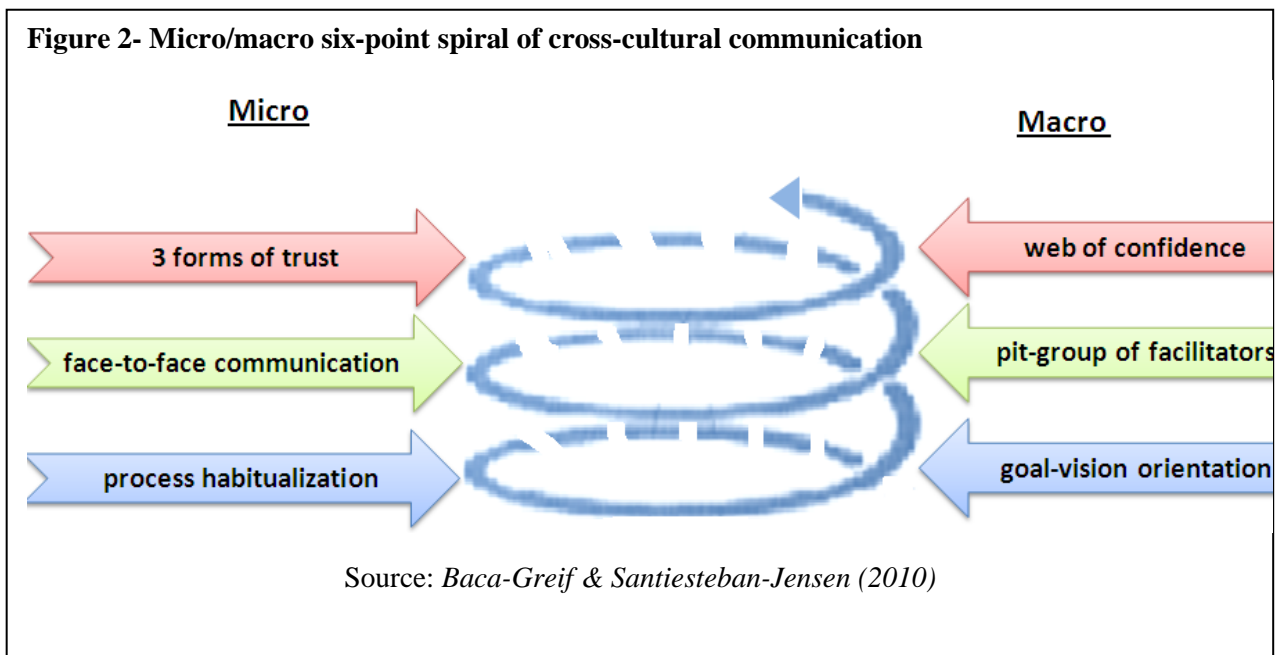 Figure 2- Micro/macro six-point spiral of cross-cultural communication
Micro
Macro
3 forms of trust
web of confidence
face-to-face communication
pit-group of facilitators
process habitualization
goal-vision orientation
Source: Baca-Greif & Santiesteban-Jensen (2010)